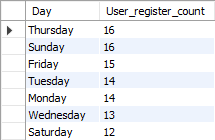 Day User_register_count
Thursday 16
Sunday 16
Friday 15
Tuesday 14
Monday 14
Wednesday 13
Saturday 12